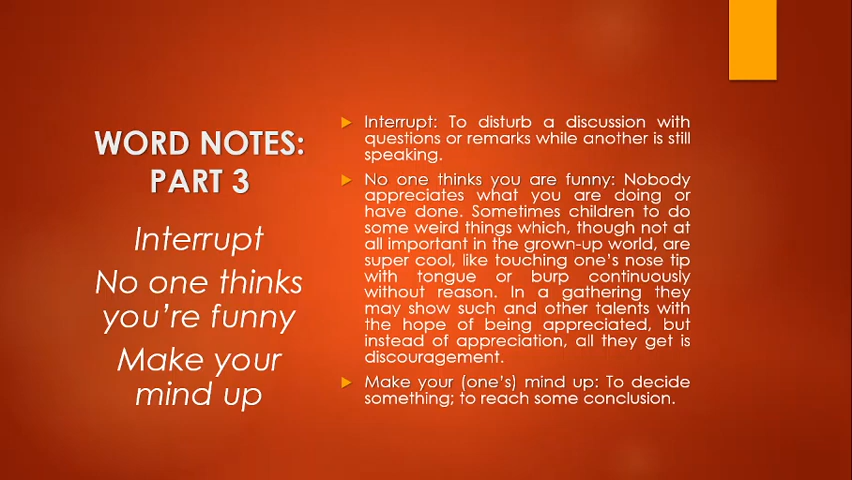 WORD NOTES:
PART 3
Interrupt
No one thinks
you're funny
Make your
mind up
Interrupt: To disturb a discussion with
questions or remarks while another is still
speaking.
No one thinks you are funny: Nobody
appreciates what you are doing or
have done. Sometimes children to do
some weird things which, though not at
all important in the grown-up world, are
super cool, like touching one's nose tip
with tongue or burp continuously
without reason. In a gathering they
may show such and other talents with
the hope of being appreciated, but
instead of appreciation, all they get is
discouragement.
Make your (one's) mind up: To decide
something; to reach some conclusion.